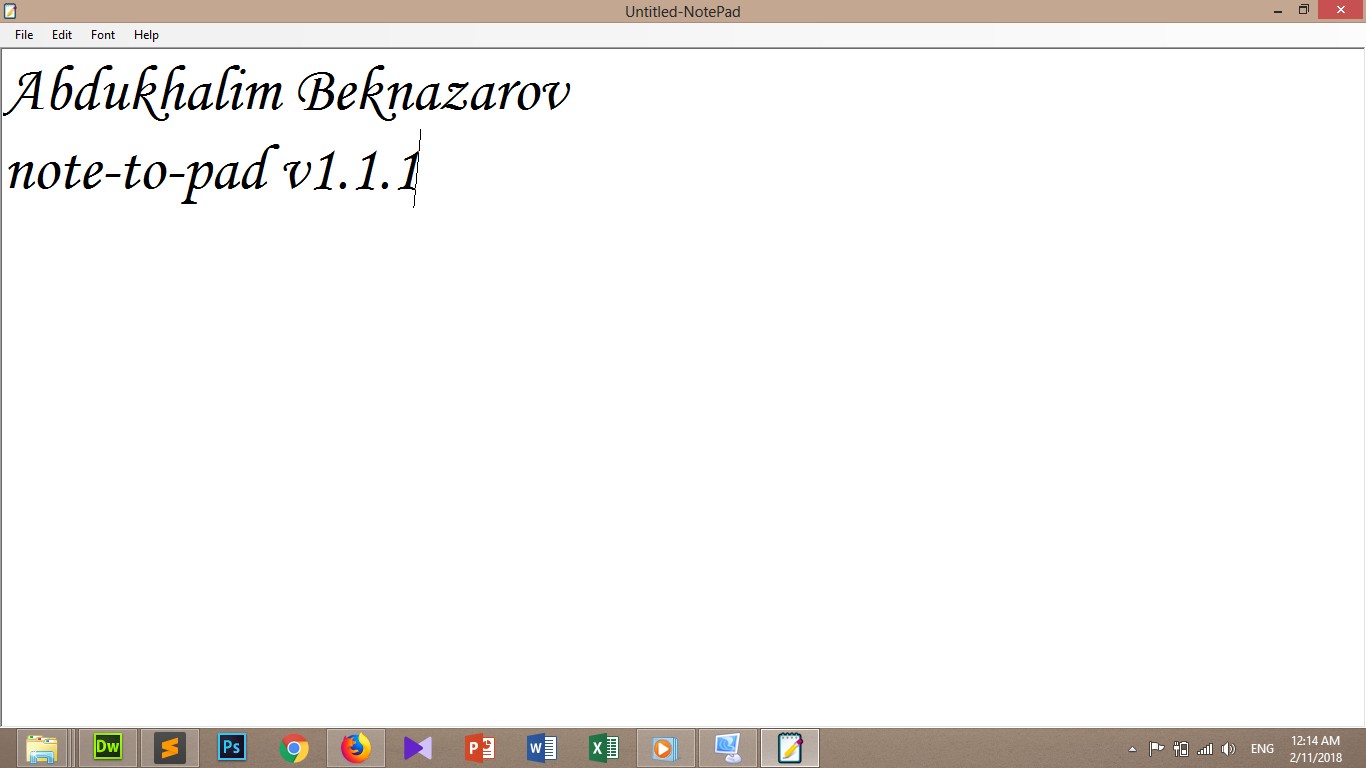 Untitled-NotePad
File Edit Font Help
Abdukhalim Beknazarov
note-to-pad v1.1.1
Dw Ps ENG 12:14 AM
2/11/2018